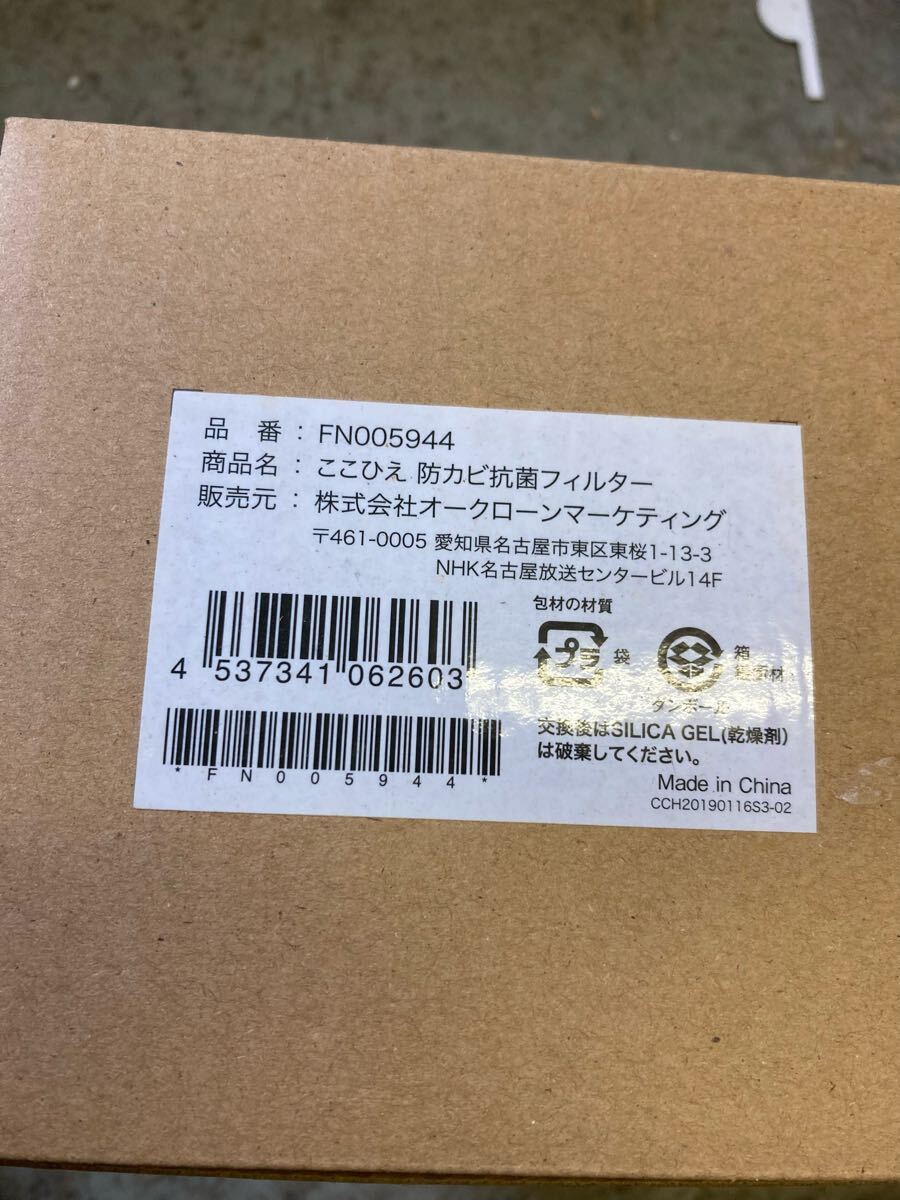 品 番 : FN005944
商品名 : ここひえ 防カビ抗菌フィルター
販売元 : 株式会社オークローンマーケティング
〒461-0005 愛知県名古屋市東区東桜1-13-3
NHK名古屋放送センタービル14F
包材の材質
4 537341 062603
プラ 袋
箱
ダンボール
*FN005944*
交換後はSILICA GEL(乾燥剤)
は破棄してください。
Made in China
CCH20190116S3-02